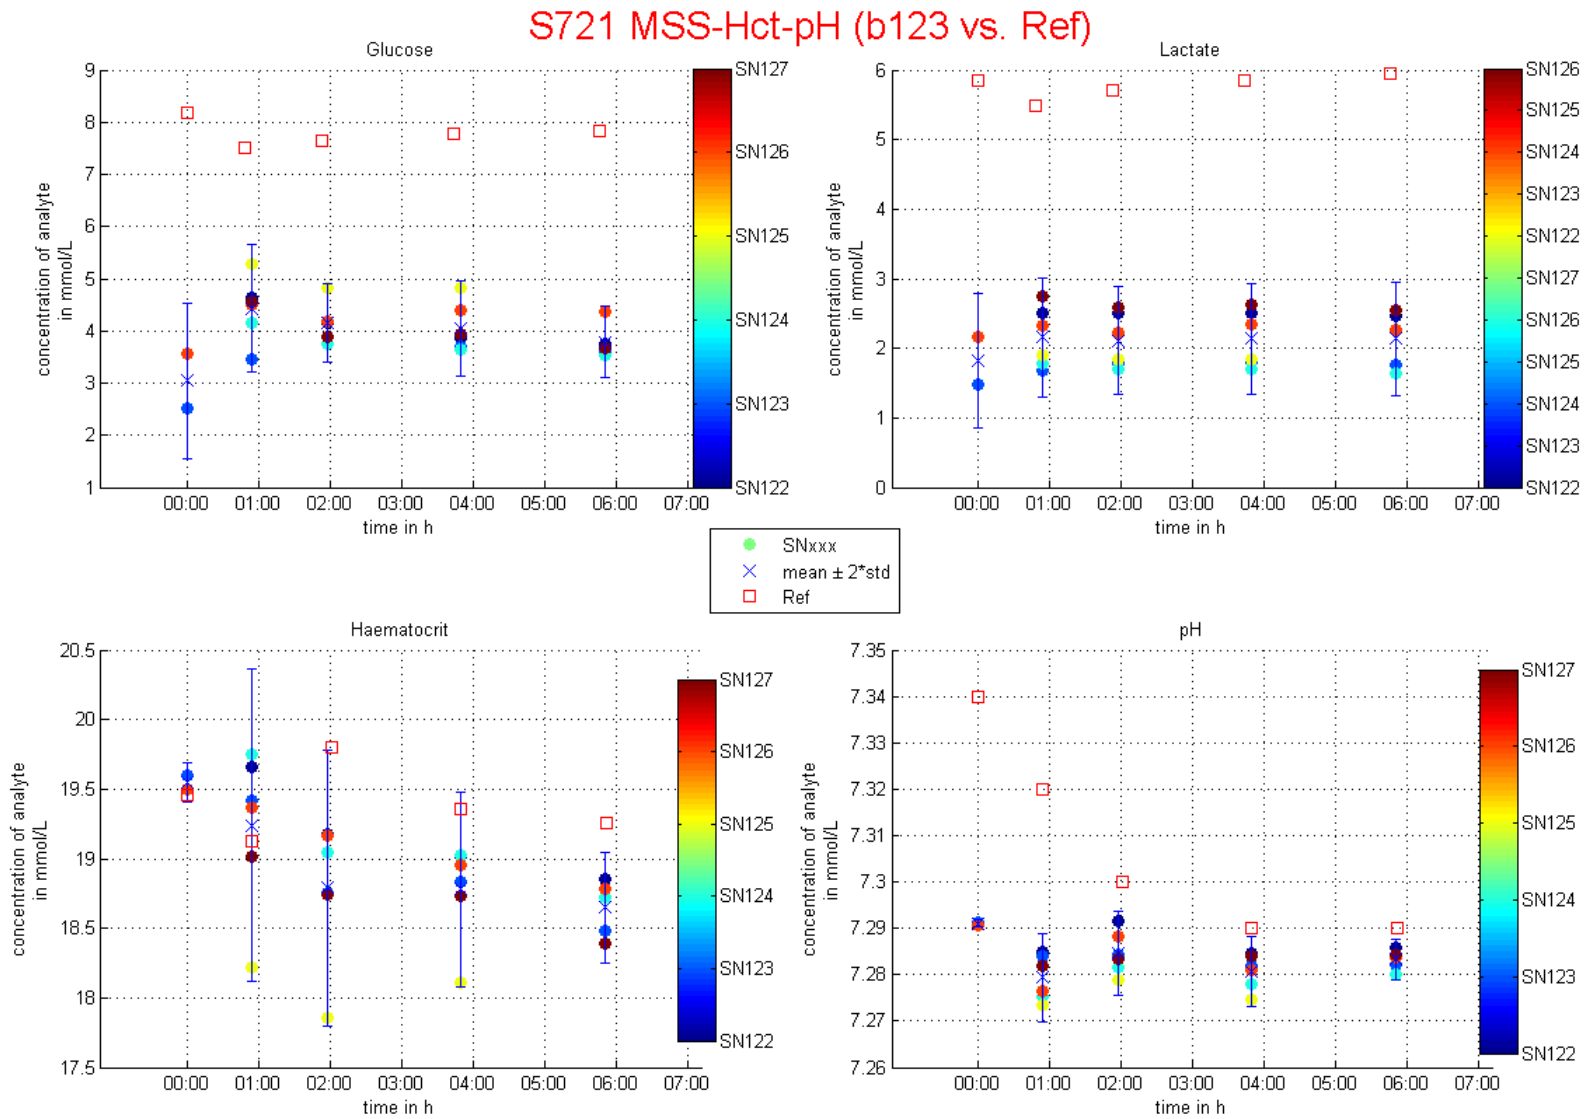 S721 MSS-Hct-pH (b123 vs. Ref)
Glucose
9
8
7
6
5
4
3
2
1
concentration of analyte
in mmol/L
00:00 01:00 02:00 03:00 04:00 05:00 06:00 07:00
time in h
SN127
SN126
SN125
SN124
SN123
SN122
Lactate
6
5
4
3
2
1
0
concentration of analyte
in mmol/L
00:00 01:00 02:00 03:00 04:00 05:00 06:00 07:00
time in h
SN126
SN125
SN126
SN124
SN123
SN122
SN127
SN126
SN125
SN124
SN123
SN122
SNxxx
mean ± 2*std
Ref
Haematocrit
20.5
20
19.5
19
18.5
18
17.5
concentration of analyte
in mmol/L
00:00 01:00 02:00 03:00 04:00 05:00 06:00 07:00
time in h
SN127
SN126
SN125
SN124
SN123
SN122
pH
7.35
7.34
7.33
7.32
7.31
7.3
7.29
7.28
7.27
7.26
concentration of analyte
in mmol/L
00:00 01:00 02:00 03:00 04:00 05:00 06:00 07:00
time in h
SN127
SN126
SN125
SN124
SN123
SN122